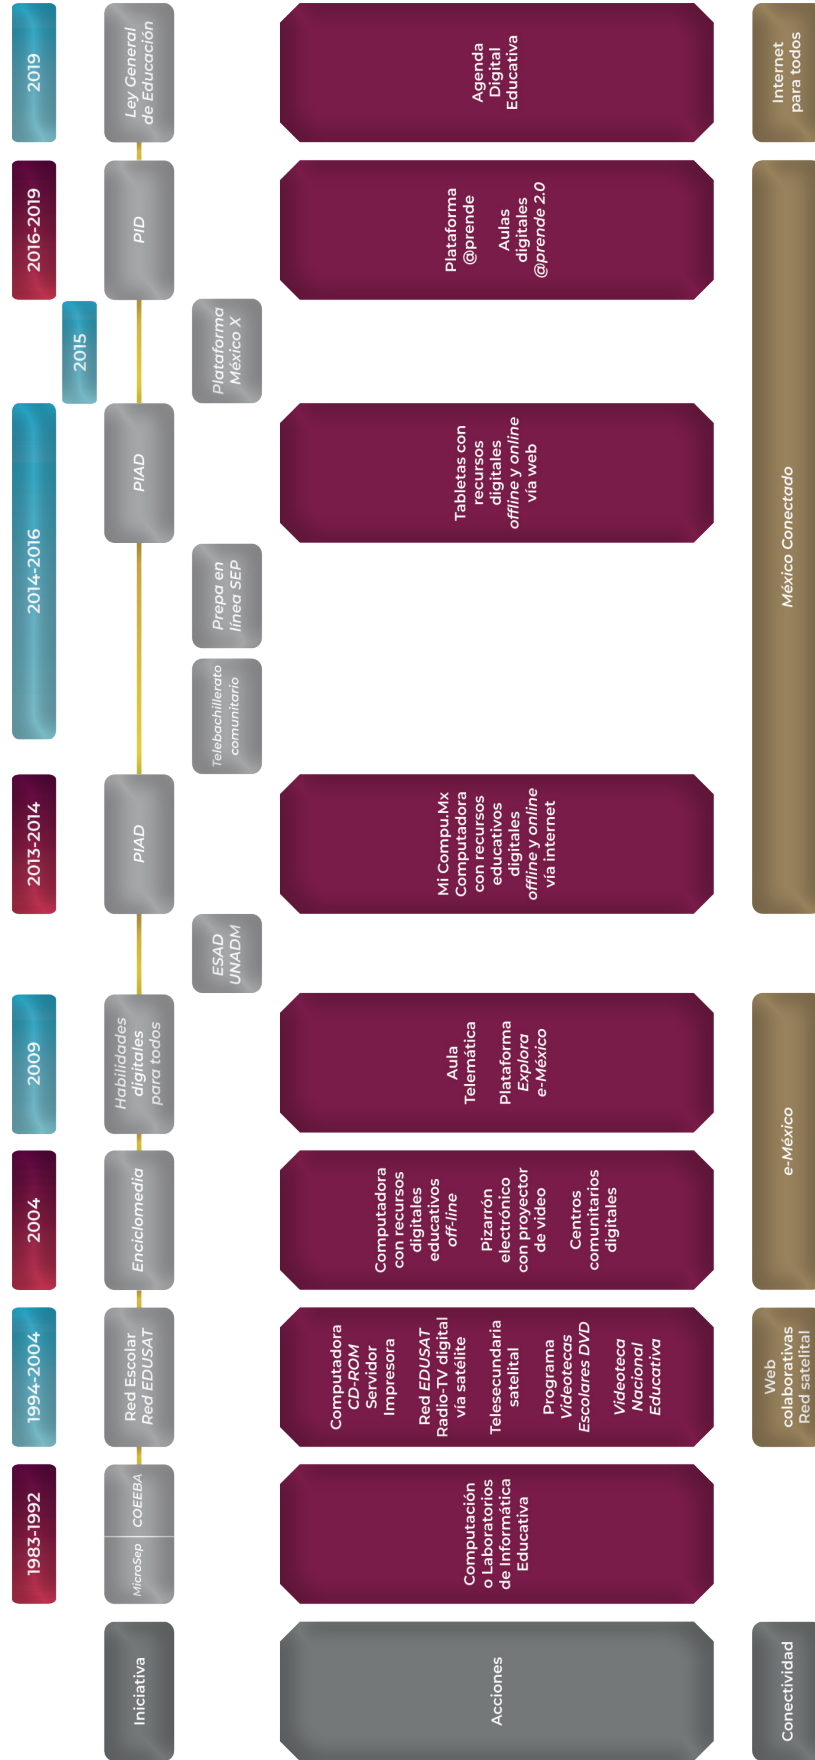 1983-1992
1994-2004
2004
2009
2013-2014
2014-2016
2015
2016-2019
2019
Iniciativa
MicroSep
COEEBA
Red Escolar
Red EDUSAT
Enciclomedia
Habilidades
digitales
para todos
ESAD
UNADM
PIAD
Telebachillerato
comunitario
Prepa en
línea SEP
PIAD
Plataforma
México X
PID
Ley General
de Educación
Acciones
Computación
o Laboratorios
de Informática
Educativa
Computadora
CD-ROM
Servidor
Impresora
Red EDUSAT
Radio-TV digital
vía satélite
Telesecundaria
satelital
Programa
Videotecas
Escolares DVD
Videoteca
Nacional
Educativa
Computadora
con recursos
digitales
educativos
off-line
Pizarrón
electrónico
con proyector
de video
Centros
comunitarios
digitales
Aula
Telemática
Plataforma
Explora
e-México
Mi Compu.Mx
Computadora
con recursos
educativos
digitales
offline y online
vía internet
Tabletas con
recursos
digitales
offline y online
vía web
Plataforma
@prende
Aulas
digitales
@prende 2.0
Agenda
Digital
Educativa
Conectividad
Web
colaborativas
Red satelital
e-México
México Conectado
Internet
para todos